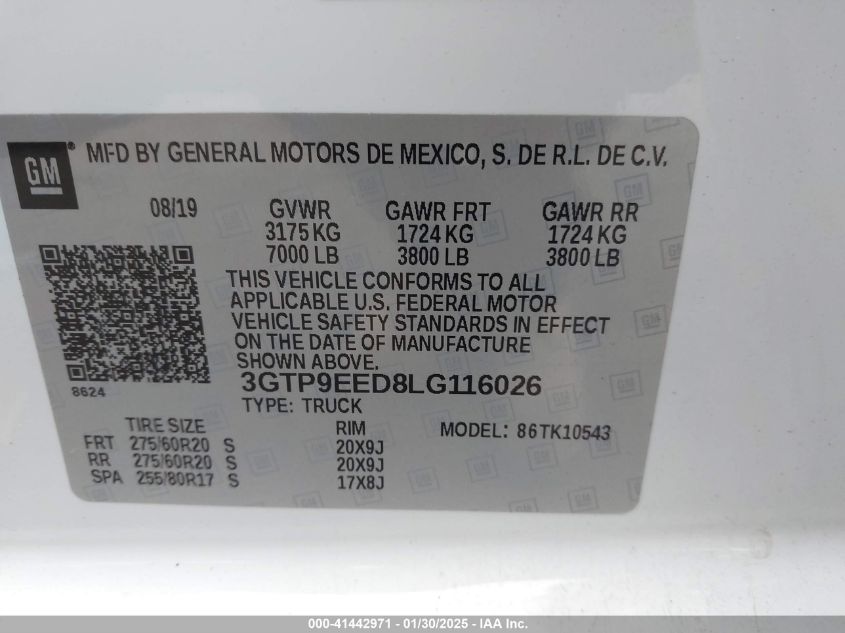 GM® MFD BY GENERAL MOTORS DE MEXICO, S. DE R.L. DE C.V.
08/19 GVWR GAWR FRT GAWR RR
3175 KG 1724 KG 1724 KG
7000 LB 3800 LB 3800 LB
THIS VEHICLE CONFORMS TO ALL
APPLICABLE U.S. FEDERAL MOTOR
VEHICLE SAFETY STANDARDS IN EFFECT
ON THE DATE OF MANUFACTURE
SHOWN ABOVE.
3GTP9EED8LG116026
8624
TYPE: TRUCK
TIRE SIZE RIM MODEL: 86TK10543
FRT 275/60R20 S 20X9J
RR 275/60R20 S 20X9J
SPA 255/80R17 S 17X8J
000-41442971 - 01/30/2025 - IAA Inc.